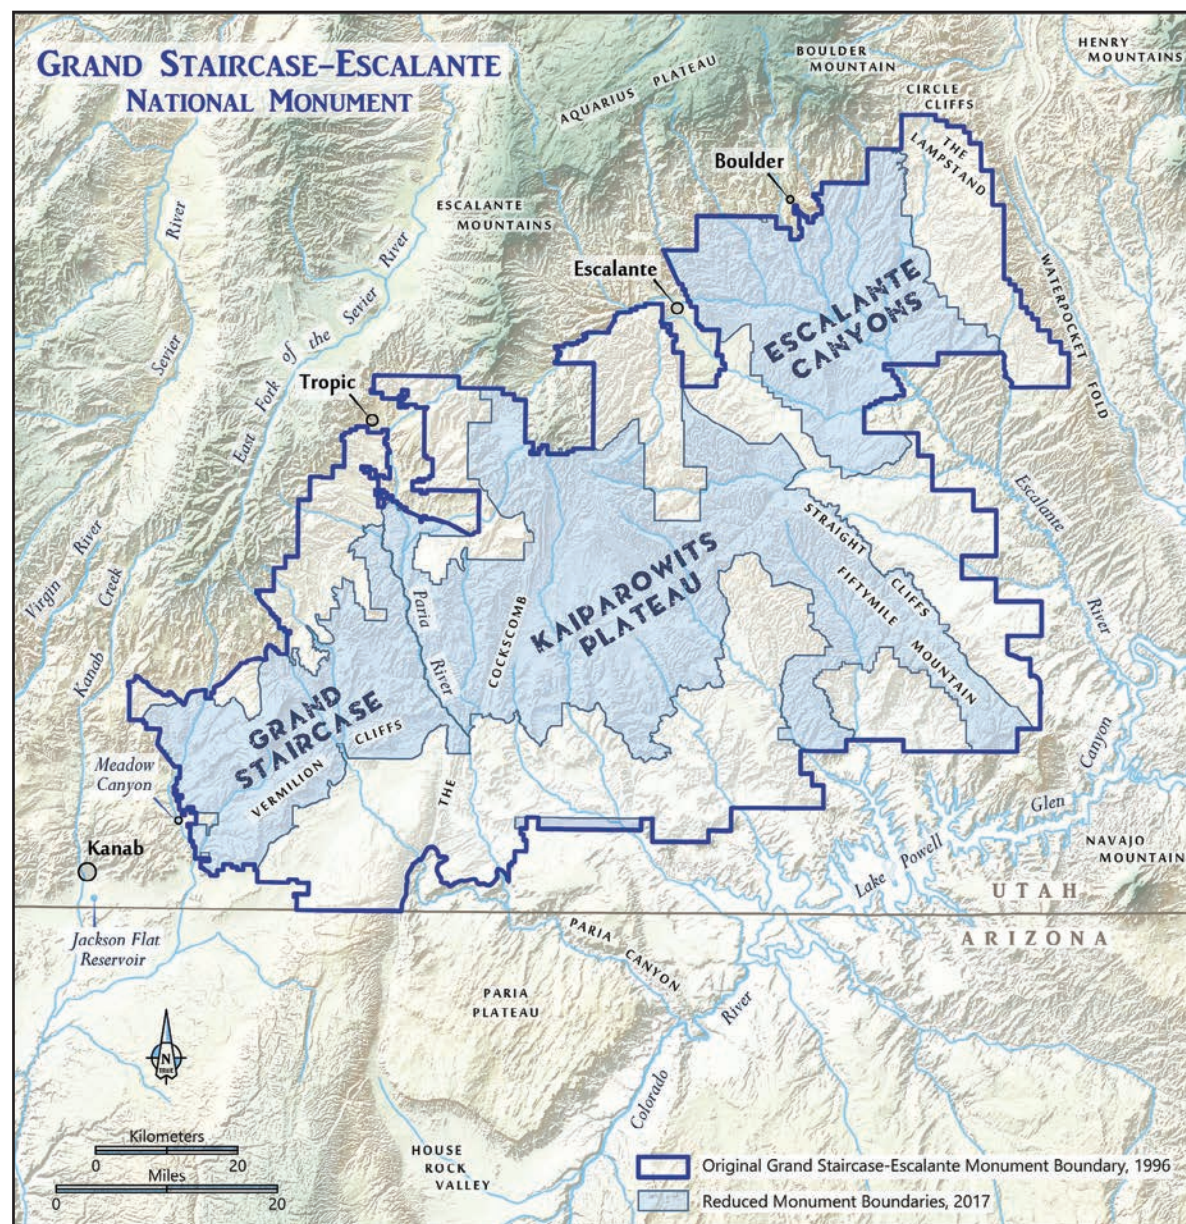 GRAND STAIRCASE–ESCALANTE
NATIONAL MONUMENT
BOULDER
MOUNTAIN
HENRY
MOUNTAINS
AQUARIUS PLATEAU
CIRCLE
CLIFFS
THE
LAMPSTAND
Boulder
ESCALANTE
MOUNTAINS
Sevier
River
Escalante
WATERPOCKET FOLD
ESCALANTE
CANYONS
East Fork of the Sevier River
Tropic
Escalante
River
STRAIGHT CLIFFS
FIFTYMILE MOUNTAIN
KAIPAROWITS
PLATEAU
Virgin River
Kanab Creek
Paria
River
THE COCKSCOMB
GRAND
STAIRCASE
VERMILION CLIFFS
Meadow
Canyon
Kanab
Glen Canyon
Lake Powell
NAVAJO
MOUNTAIN
UTAH
ARIZONA
Jackson Flat
Reservoir
PARIA CANYON
PARIA
PLATEAU
Colorado River
N
TRUE
HOUSE
ROCK
VALLEY
Kilometers
0 20
Miles
0 20
Original Grand Staircase-Escalante Monument Boundary, 1996
Reduced Monument Boundaries, 2017